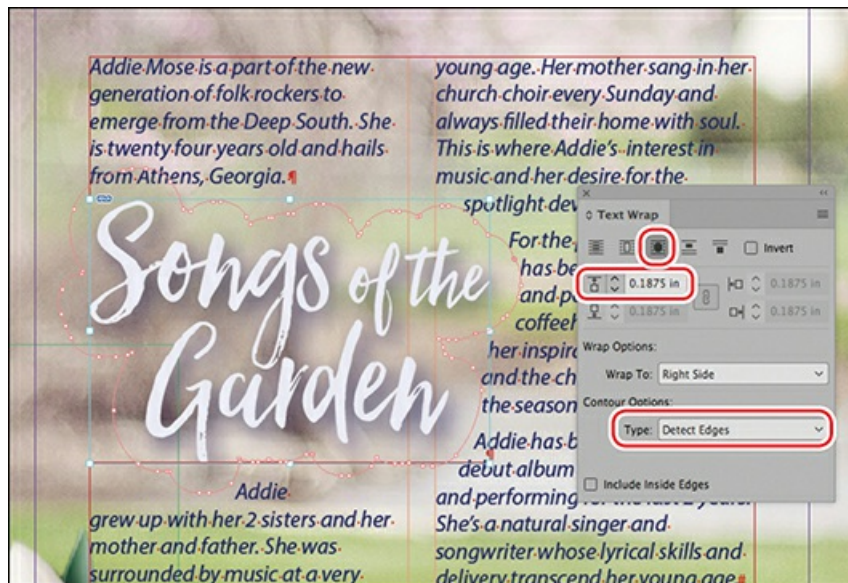 Addie Mose is a part of the new
generation of folk rockers to
emerge from the Deep South. She
is twenty four years old and hails
from Athens, Georgia.
Songs of the
Garden
Addie
grew up with her 2 sisters and her
mother and father. She was
surrounded by music at a very
young age. Her mother sang in her
church choir every Sunday and
always filled their home with soul.
This is where Addie's interest in
music and her desire for the
spotlight
For the
has
and
her
and the
the season
Addie has
debut album
and performing
She's a natural singer and
songwriter whose lyrical skills and
delivery transcend her young age
Text Wrap
Invert
0.1875 in
0.1875 in
0.1875 in
0.1875 in
Wrap Options:
Wrap To: Right Side
Contour Options:
Type: Detect Edges
Include Inside Edges